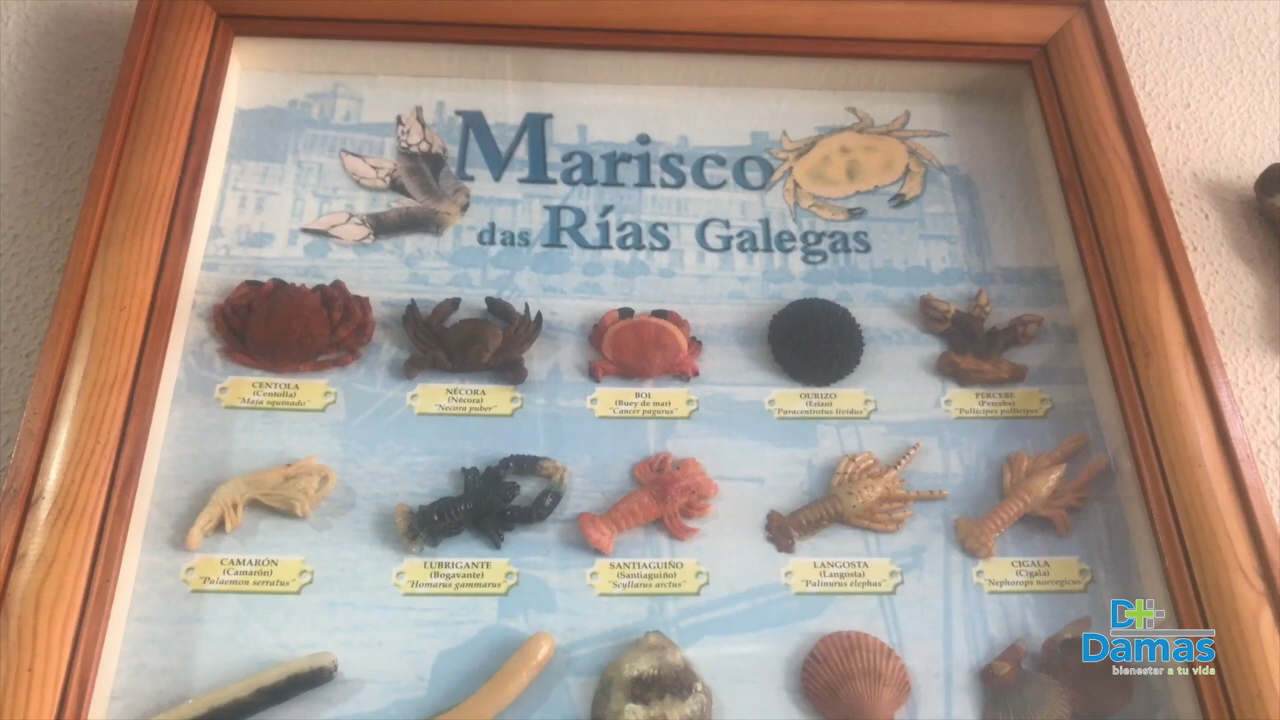 Marisco
das Rías Galegas
CENTOLA
(Centolla)
"Maja squinado"
NÉCORA
(Nécora)
"Necora puber"
BOI
(Buey de mar)
"Cancer pagurus"
OURIZO
(Erizo)
"Paracentrotus lividus"
PERCEBE
(Percebe)
"Pollicipes pollicipes"
CAMARÓN
(Camarón)
"Palaemon serratus"
LUBRIGANTE
(Bogavante)
"Homarus gammarus"
SANTIAGUIÑO
(Santiaguiño)
"Scyllarus arctus"
LANGOSTA
(Langosta)
"Palinurus elephas"
CIGALA
(Cigala)
"Nephorops norvegicus"
D+
Damas
bienestar a tu vida